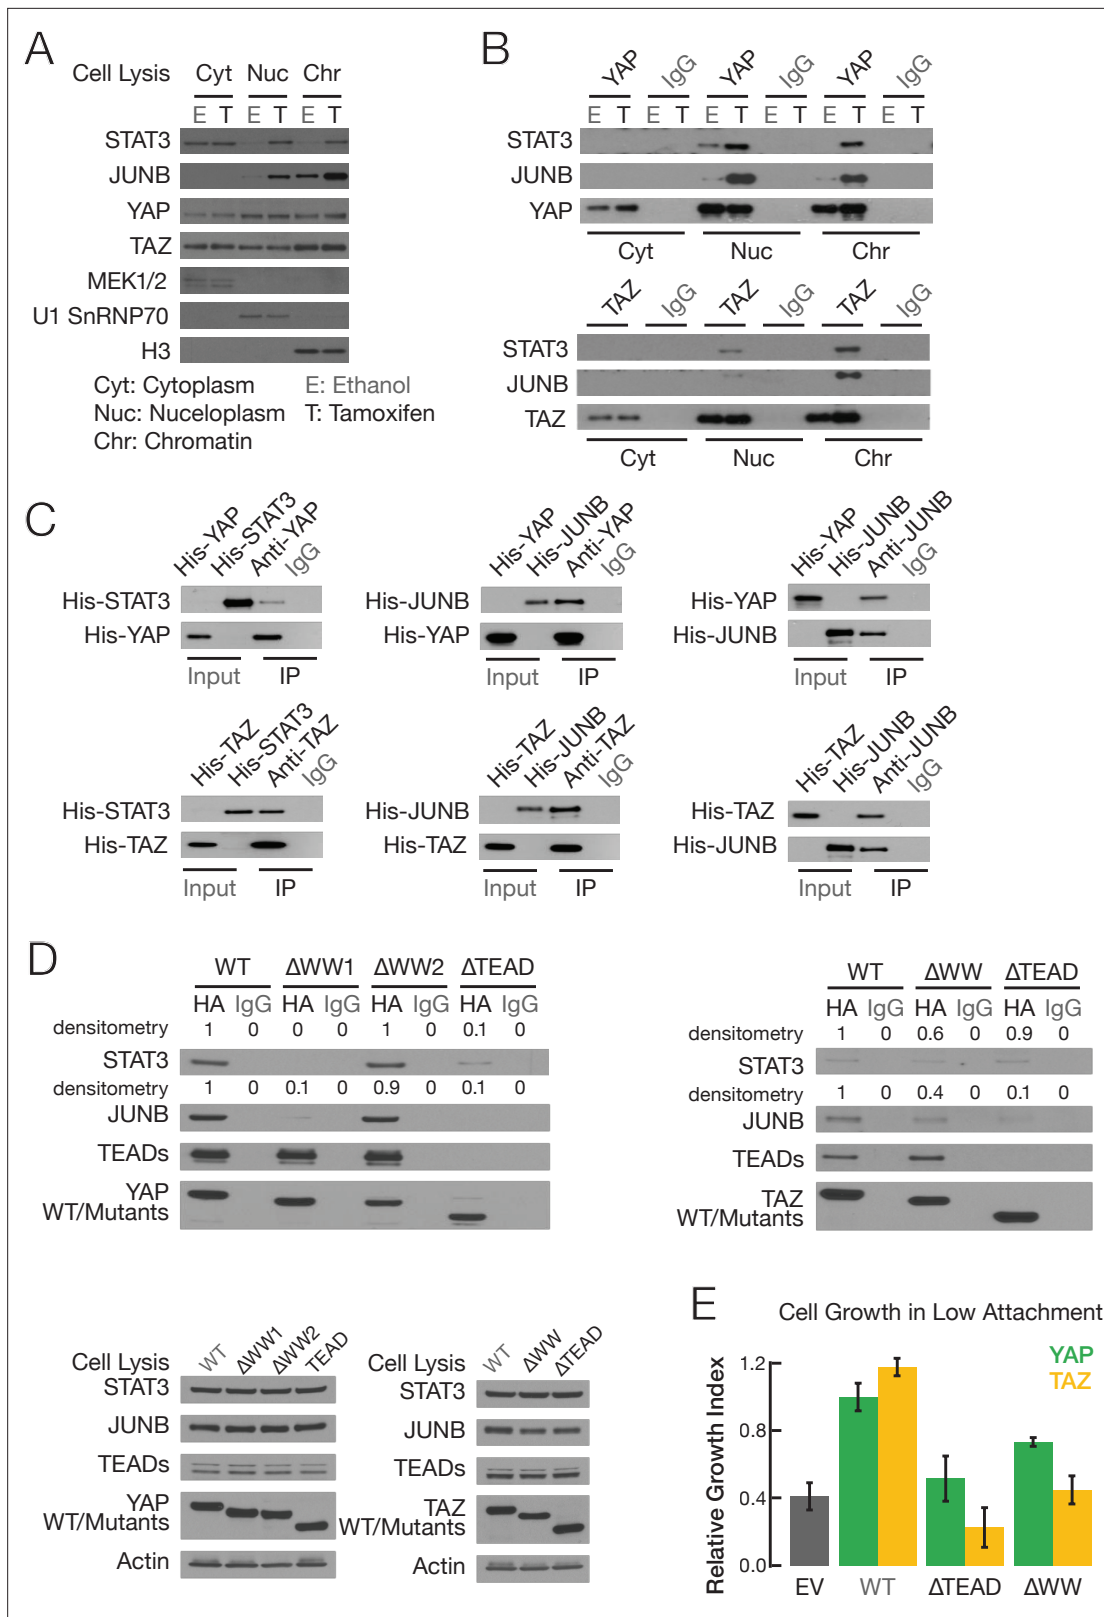 A
Cell Lysis Cyt Nuc Chr
E T E T E T
STAT3
JUNB
YAP
TAZ
MEK1/2
U1 SnRNP70
H3
Cyt: Cytoplasm E: Ethanol
Nuc: Nuceloplasm T: Tamoxifen
Chr: Chromatin
B
YAP IgG YAP IgG YAP IgG
E T E T E T E T E T E T
STAT3
JUNB
YAP
Cyt Nuc Chr
TAZ IgG TAZ IgG TAZ IgG
STAT3
JUNB
TAZ
Cyt Nuc Chr
C
His-YAP His-STAT3 Anti-YAP IgG
His-STAT3
His-YAP
Input IP
His-YAP His-JUNB Anti-YAP IgG
His-JUNB
His-YAP
Input IP
His-YAP His-JUNB Anti-JUNB IgG
His-YAP
His-JUNB
Input IP
His-TAZ His-STAT3 Anti-TAZ IgG
His-STAT3
His-TAZ
Input IP
His-TAZ His-JUNB Anti-TAZ IgG
His-JUNB
His-TAZ
Input IP
His-TAZ His-JUNB Anti-JUNB IgG
His-TAZ
His-JUNB
Input IP
D
WT ΔWW1 ΔWW2 ΔTEAD
HA IgG HA IgG HA IgG HA IgG
densitometry 1 0 0 0 1 0 0.1 0
STAT3
densitometry 1 0 0.1 0 0.9 0 0.1 0
JUNB
TEADs
YAP
WT/Mutants
WT ΔWW ΔTEAD
HA IgG HA IgG HA IgG
densitometry 1 0 0.6 0 0.9 0
STAT3
densitometry 1 0 0.4 0 0.1 0
JUNB
TEADs
TAZ
WT/Mutants
Cell Lysis WT ΔWW1 ΔWW2 TEAD
STAT3
JUNB
TEADs
YAP
WT/Mutants
Actin
Cell Lysis WT ΔWW ΔTEAD
STAT3
JUNB
TEADs
TAZ
WT/Mutants
Actin
E
Cell Growth in Low Attachment
YAP
TAZ
Relative Growth Index
1.2
0.8
0.4
0.0
EV WT ΔTEAD ΔWW